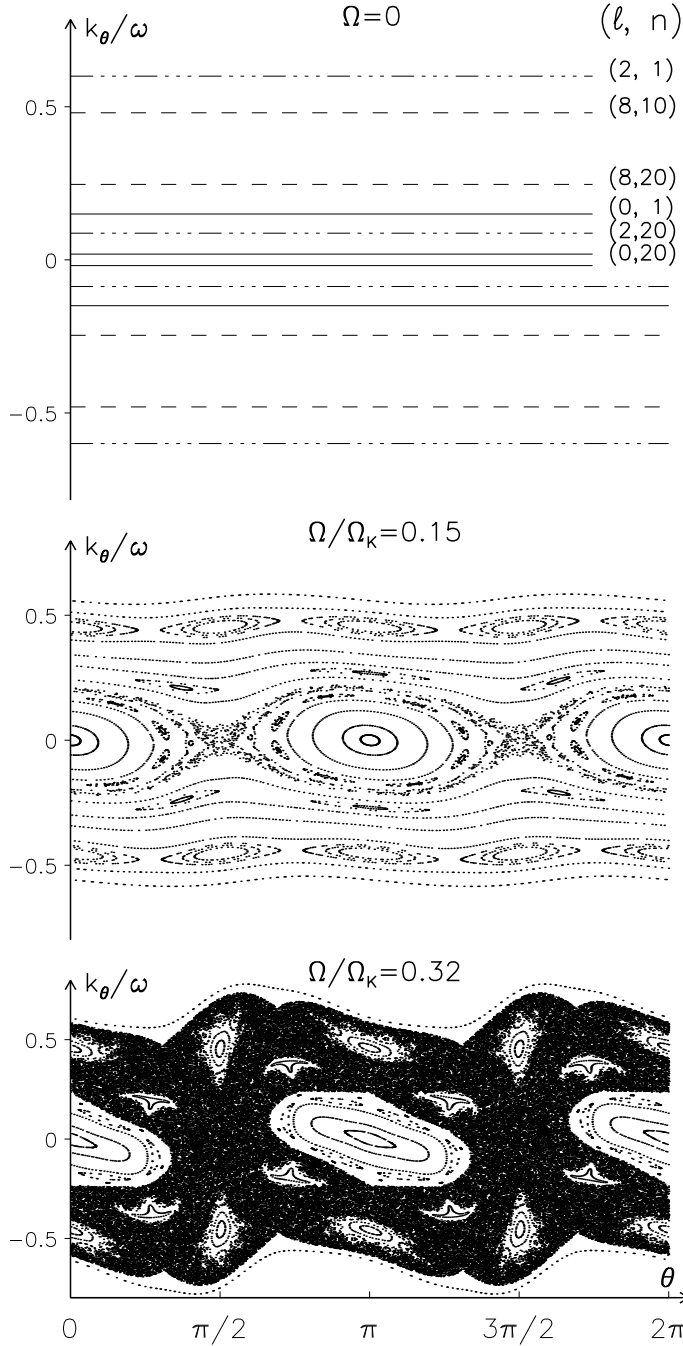 k_θ/ω Ω=0 (ℓ, n)
(2, 1)
0.5 (8,10)
(8,20)
(0, 1)
(2,20)
0 (0,20)
−0.5
Ω/Ω_K=0.15
k_θ/ω
0.5
0
−0.5
k_θ/ω Ω/Ω_K=0.32
0.5
0
−0.5
θ
0 π/2 π 3π/2 2π